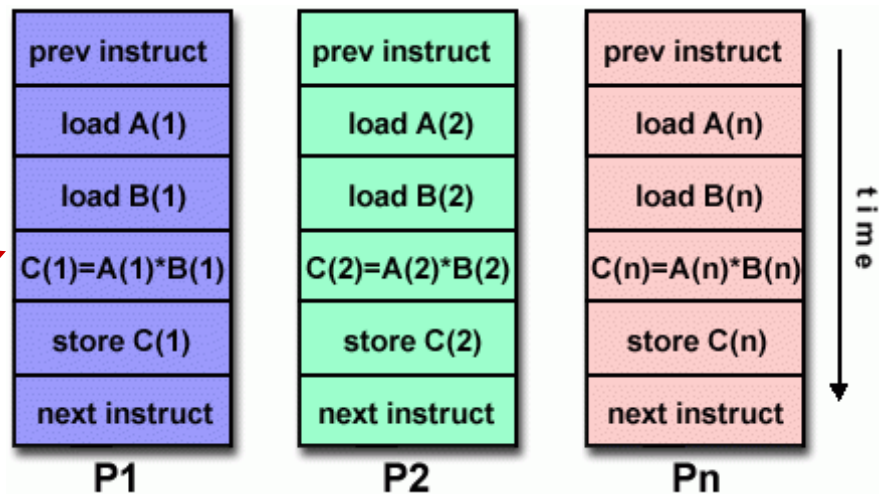 prev instruct
load A(1)
load B(1)
C(1)=A(1)*B(1)
store C(1)
next instruct
P1
prev instruct
load A(2)
load B(2)
C(2)=A(2)*B(2)
store C(2)
next instruct
P2
prev instruct
load A(n)
load B(n)
C(n)=A(n)*B(n)
store C(n)
next instruct
Pn
time